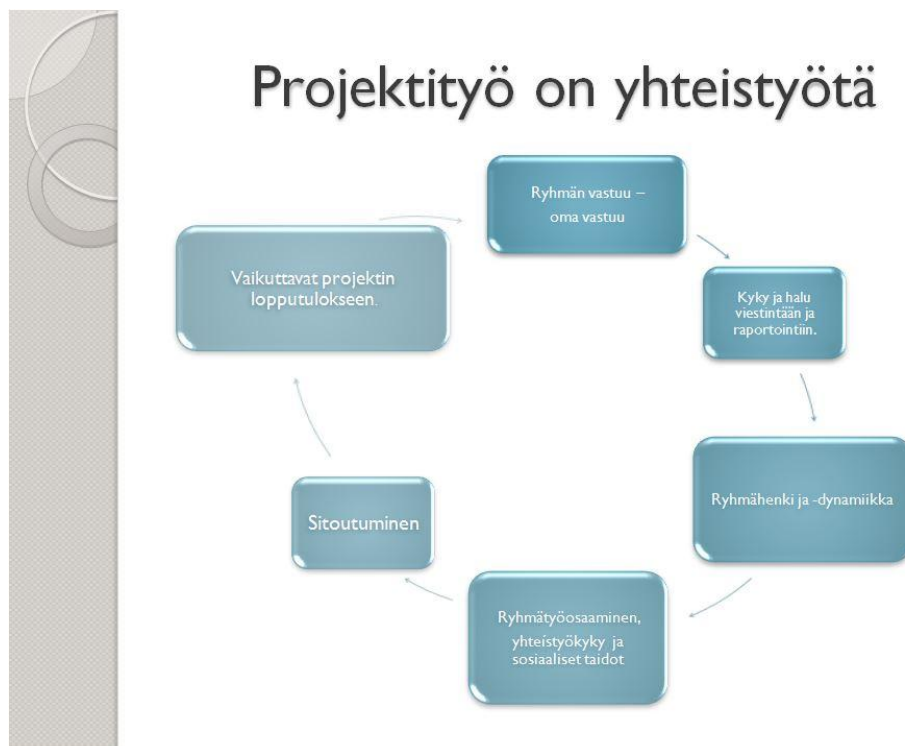 Projektityö on yhteistyötä
Ryhmän vastuu –
oma vastuu
Kyky ja halu
viestintään ja
raportointiin.
Ryhmähenki ja -dynamiikka
Ryhmätyöosaaminen,
yhteistyökyky ja
sosiaaliset taidot
Sitoutuminen
Vaikuttavat projektin
lopputulokseen.